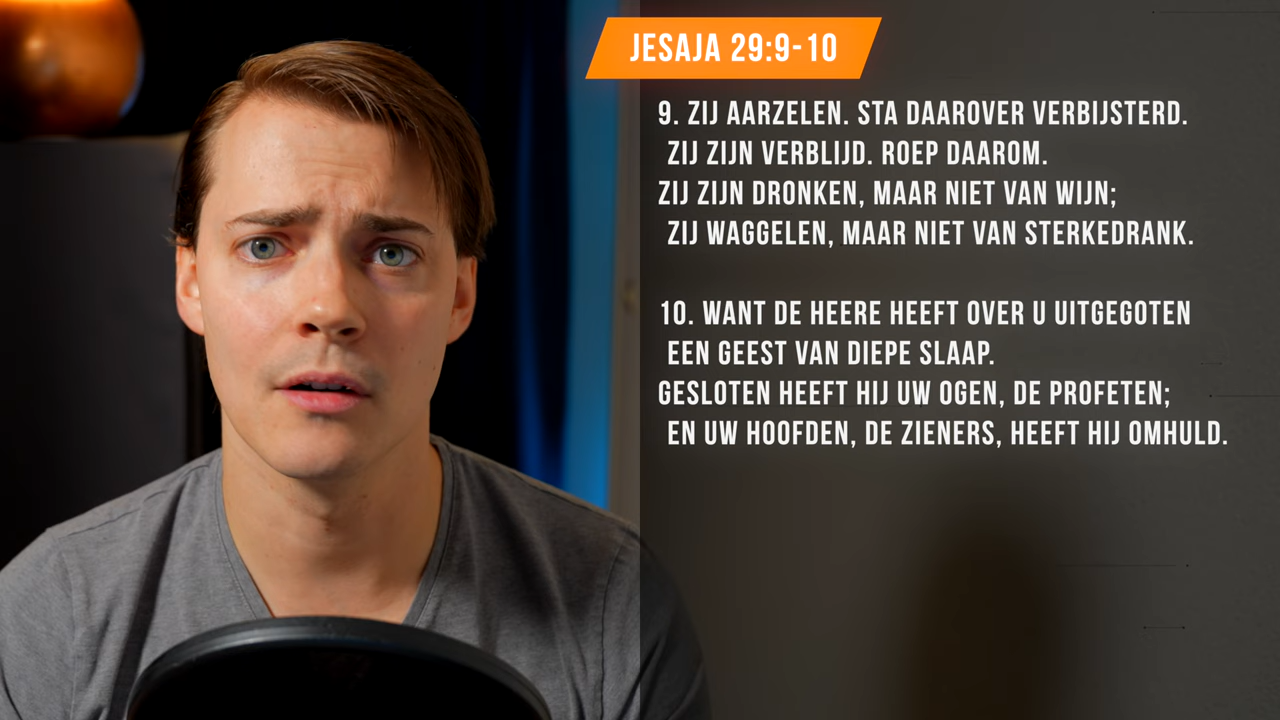 JESAJA 29:9-10
9. ZIJ AARZELEN. STA DAAROVER VERBIJSTERD.
ZIJ ZIJN VERBLIJD. ROEP DAAROM.
ZIJ ZIJN DRONKEN, MAAR NIET VAN WIJN;
ZIJ WAGGELEN, MAAR NIET VAN STERKEDRANK.
10. WANT DE HEERE HEEFT OVER U UITGEGOTEN
EEN GEEST VAN DIEPE SLAAP.
GESLOTEN HEEFT HIJ UW OGEN, DE PROFETEN;
EN UW HOOFDEN, DE ZIENERS, HEEFT HIJ OMHULD.